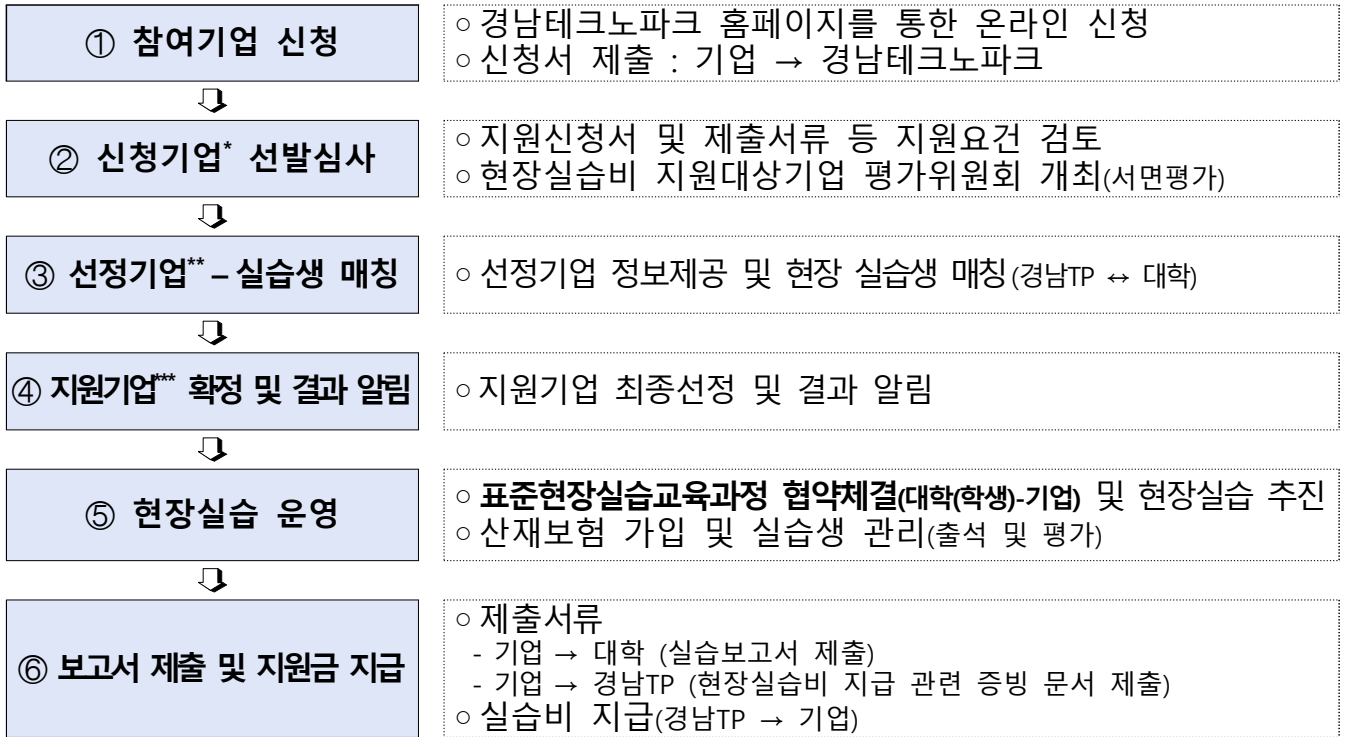 ① 참여기업 신청
○ 경남테크노파크 홈페이지를 통한 온라인 신청
○ 신청서 제출 : 기업 → 경남테크노파크
② 신청기업* 선발심사
○ 지원신청서 및 제출서류 등 지원요건 검토
○ 현장실습비 지원대상기업 평가위원회 개최(서면평가)
③ 선정기업** – 실습생 매칭
○ 선정기업 정보제공 및 현장 실습생 매칭(경남TP ↔ 대학)
④ 지원기업*** 확정 및 결과 알림
○ 지원기업 최종선정 및 결과 알림
⑤ 현장실습 운영
○ 표준현장실습교육과정 협약체결(대학(학생)-기업) 및 현장실습 추진
○ 산재보험 가입 및 실습생 관리(출석 및 평가)
⑥ 보고서 제출 및 지원금 지급
○ 제출서류
- 기업 → 대학 (실습보고서 제출)
- 기업 → 경남TP (현장실습비 지급 관련 증빙 문서 제출)
○ 실습비 지급(경남TP → 기업)